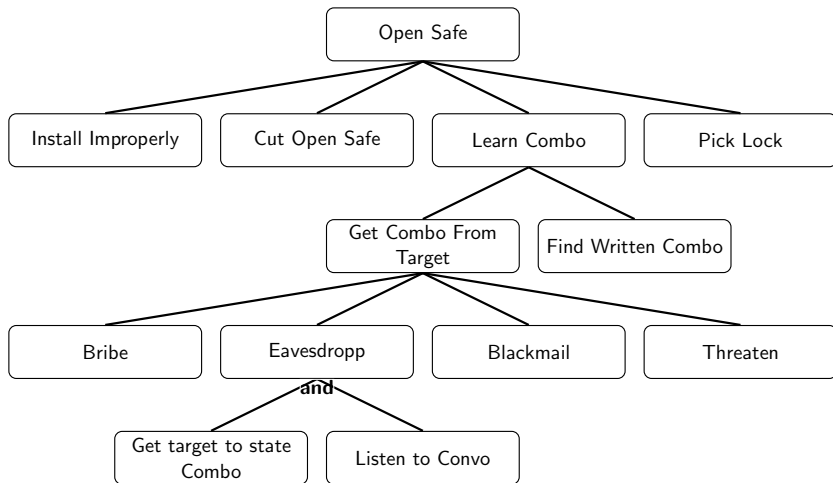 Open Safe
Install Improperly
Cut Open Safe
Learn Combo
Pick Lock
Get Combo From
Target
Find Written Combo
Bribe
Eavesdropp
Blackmail
Threaten
and
Get target to state
Combo
Listen to Convo